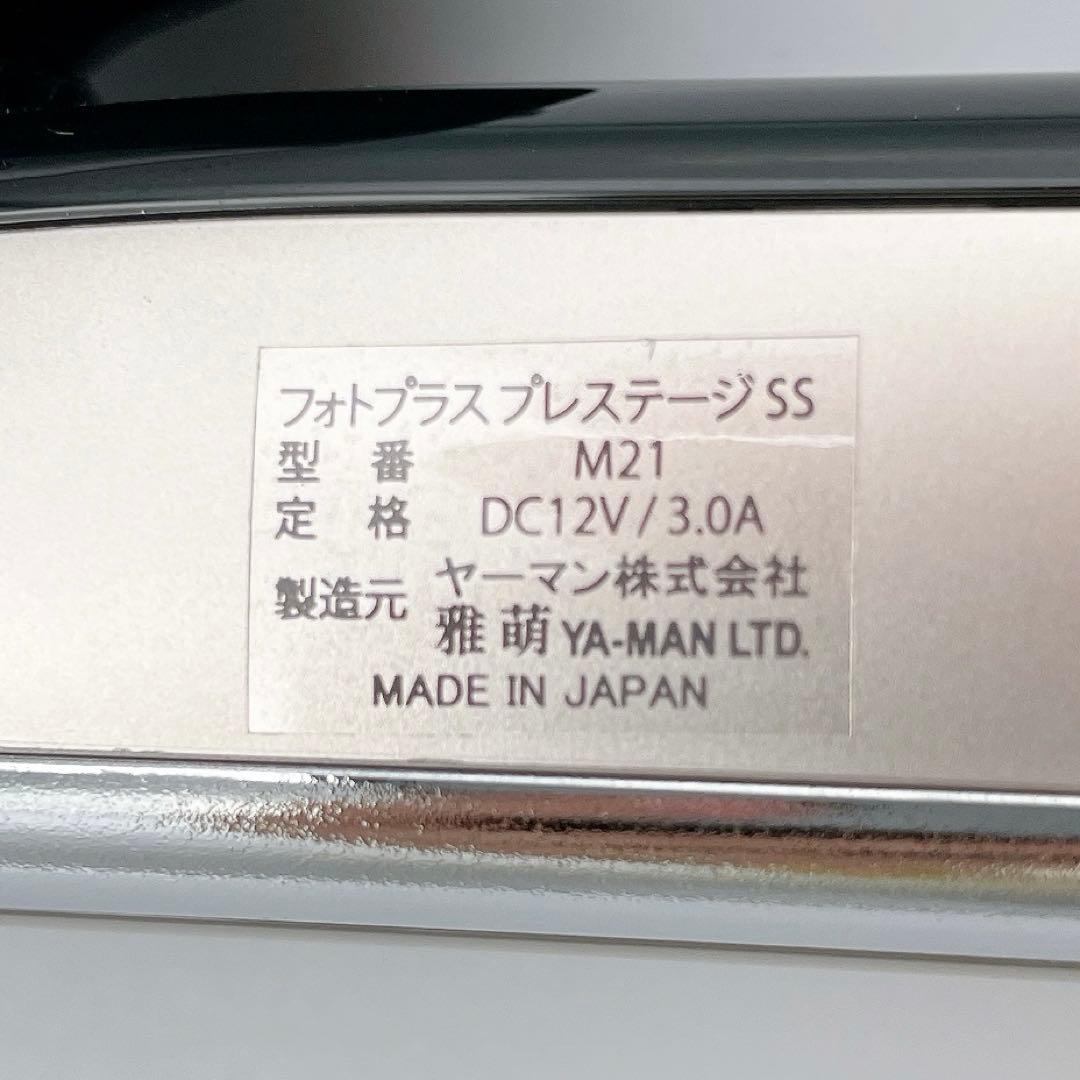 フォトプラス プレステージ SS
型 番 M21
定 格 DC12V / 3.0A
製造元 ヤーマン株式会社
雅 萌 YA-MAN LTD.
MADE IN JAPAN